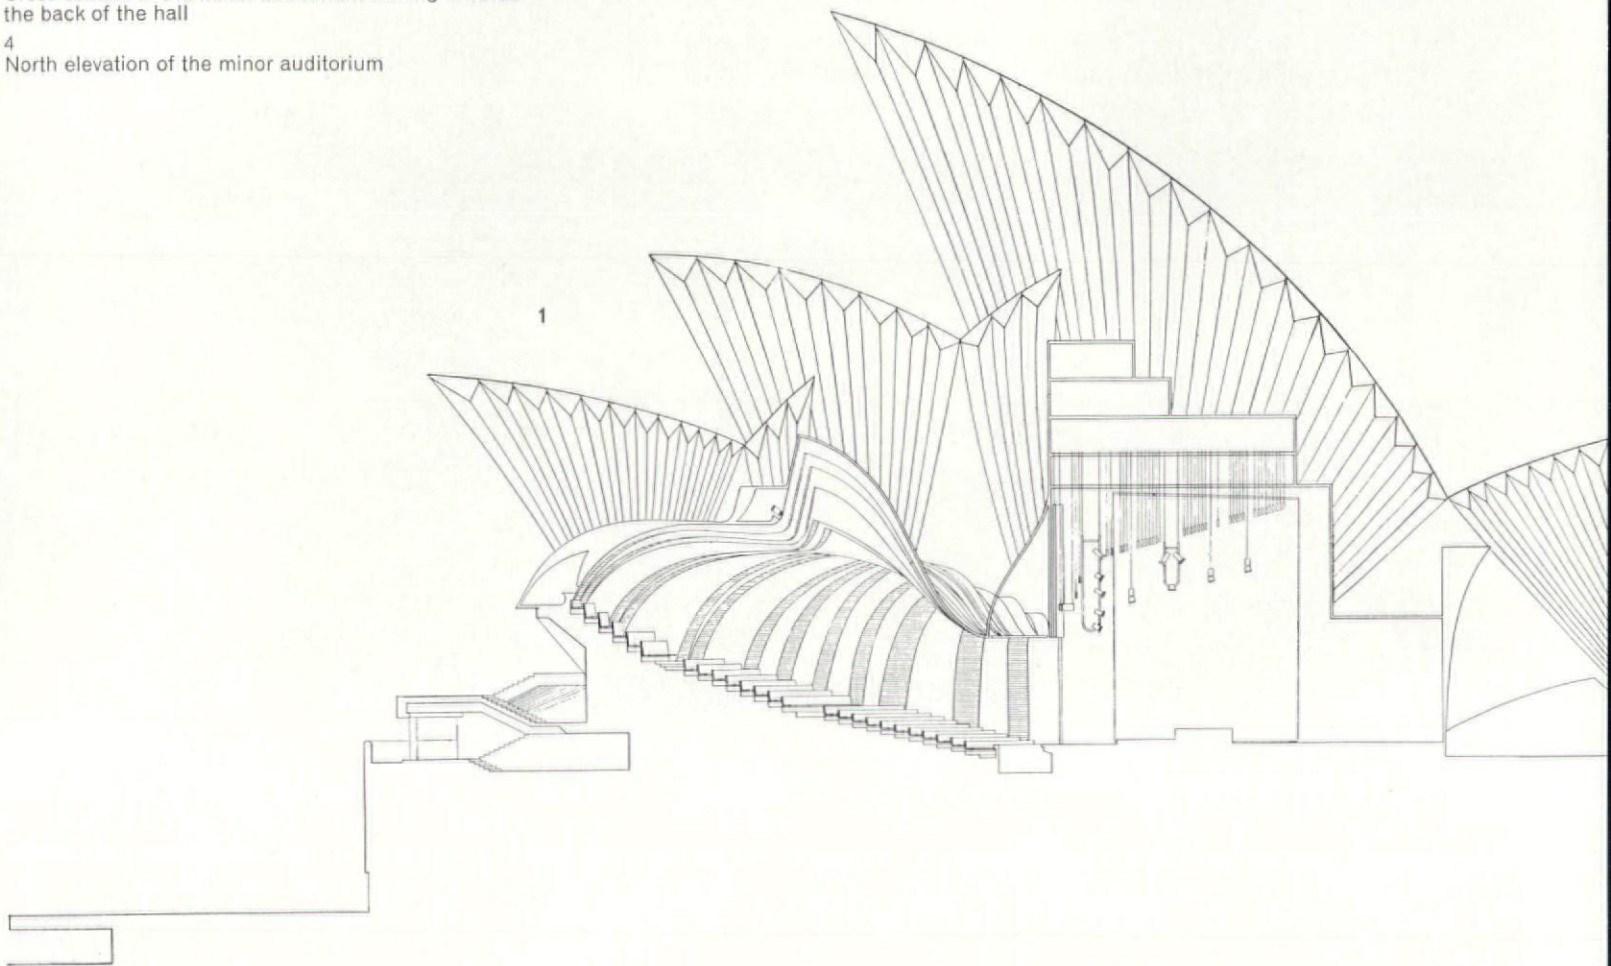 the back of the hall
4
North elevation of the minor auditorium
1